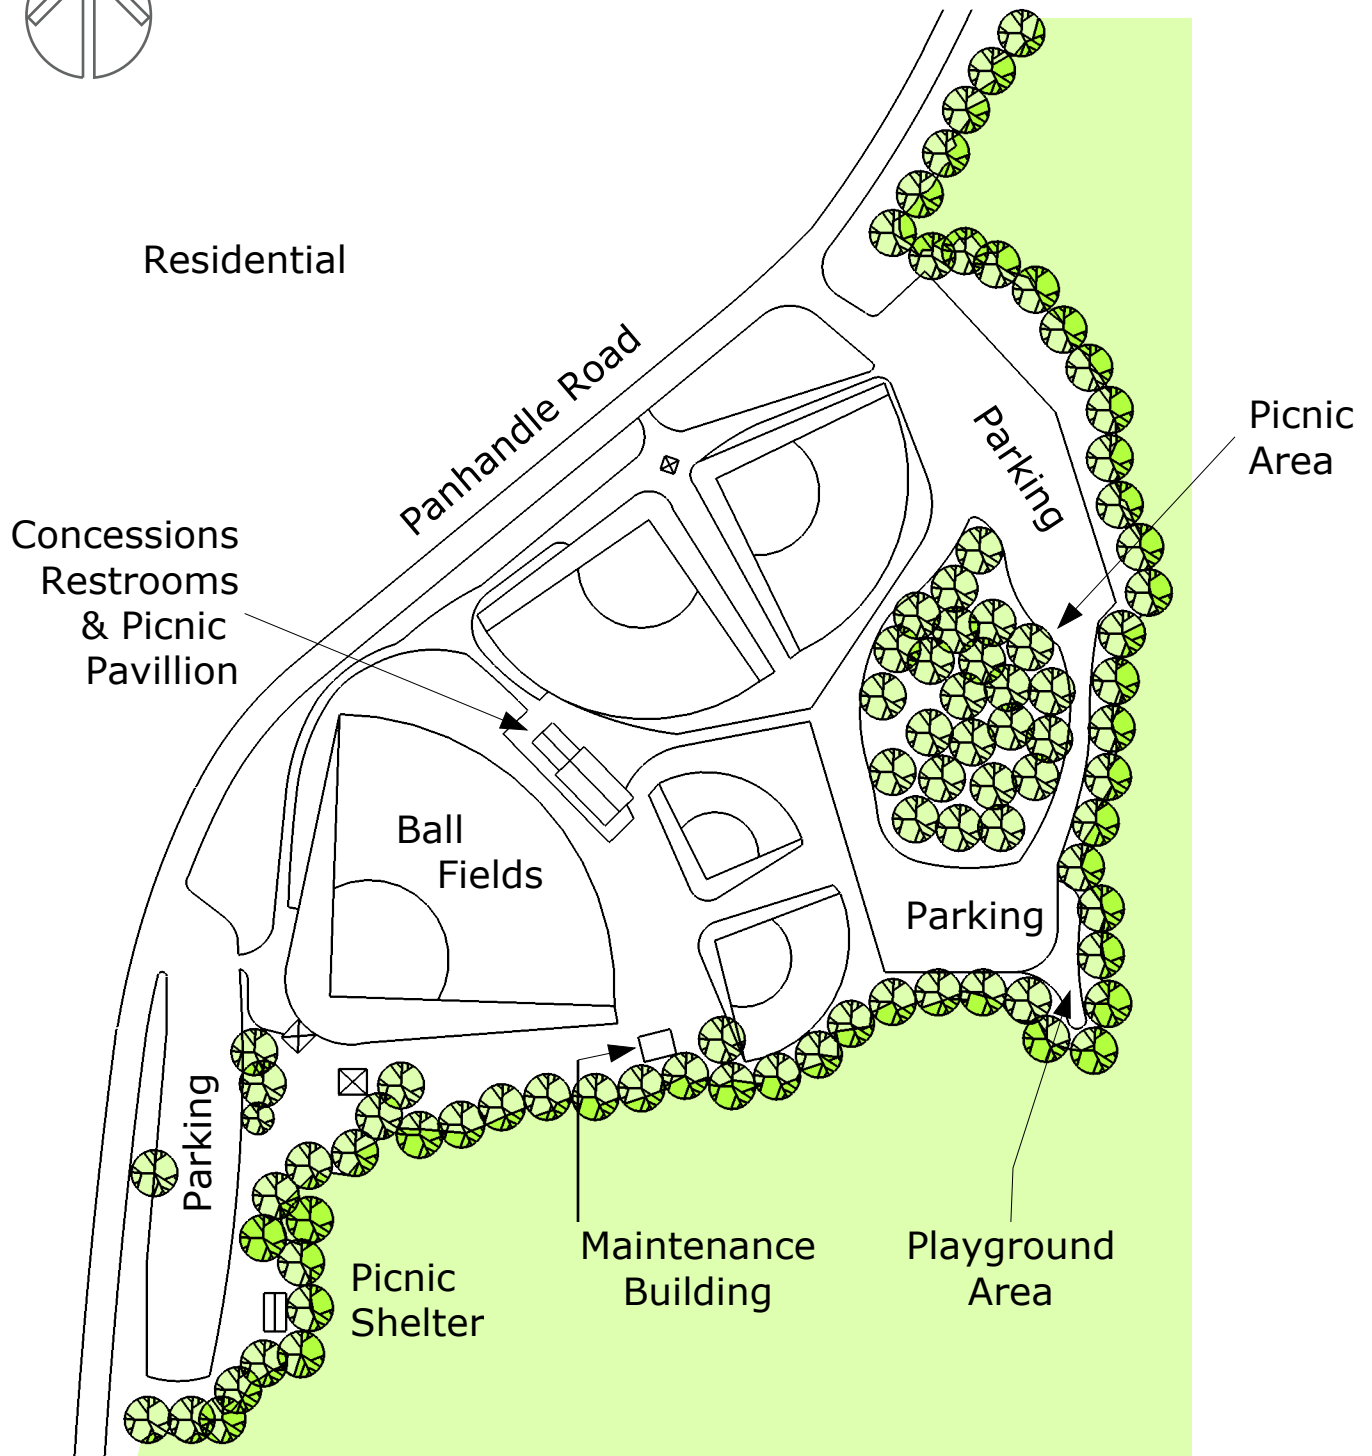 Residential
Panhandle Road
Parking
Picnic
Area
Concessions
Restrooms
& Picnic
Pavillion
Ball
Fields
Parking
Parking
Maintenance
Building
Playground
Area
Picnic
Shelter